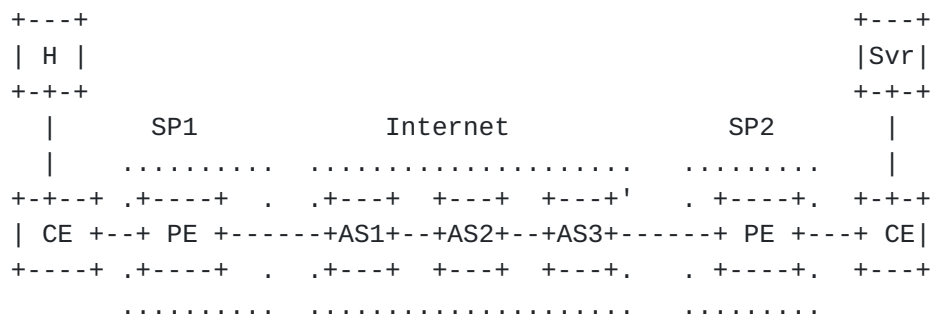 +---+                                        +---+
| H |                                        |Svr|
+-+-+                                        +-+-+
  |     SP1          Internet           SP2      |
  |    ..........  .....................   .........   |
+-+--+ .+----+  .  .+---+  +---+  +---+'   . +----+.  +-+-+
| CE +--+ PE +------+AS1+--+AS2+--+AS3+------+ PE +---+ CE|
+----+ .+----+  .  .+---+  +---+  +---+.   . +----+.  +---+
       ..........  .....................   .........